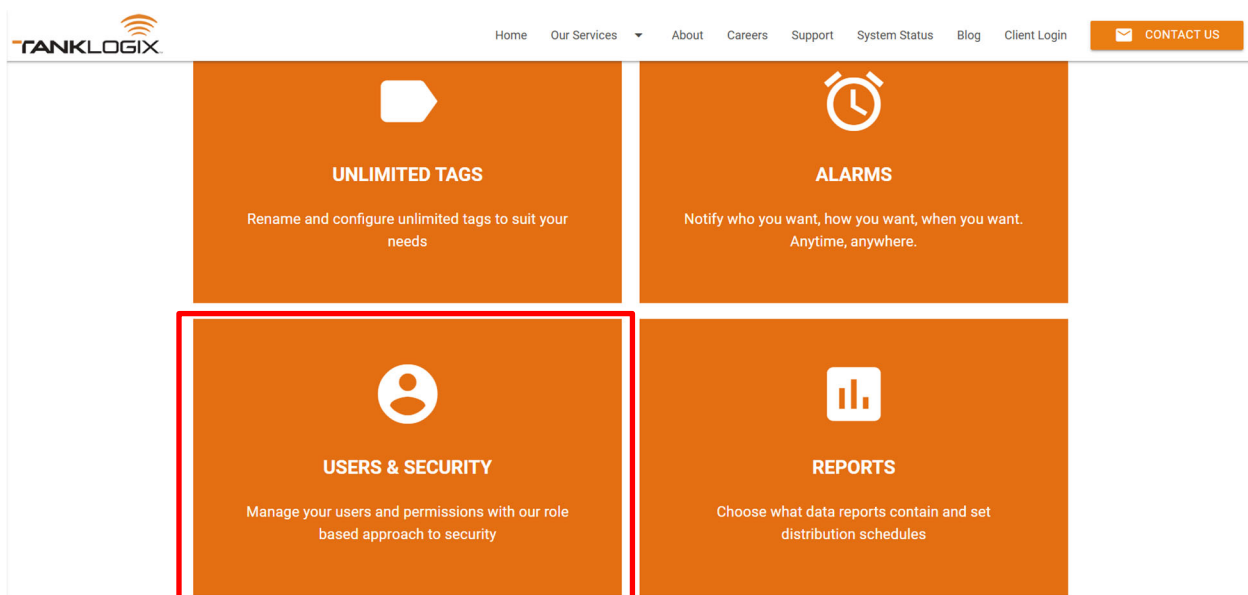 TANKLOGIX
Home Our Services About Careers Support System Status Blog Client Login CONTACT US
UNLIMITED TAGS
Rename and configure unlimited tags to suit your
needs
ALARMS
Notify who you want, how you want, when you want.
Anytime, anywhere.
USERS & SECURITY
Manage your users and permissions with our role
based approach to security
REPORTS
Choose what data reports contain and set
distribution schedules